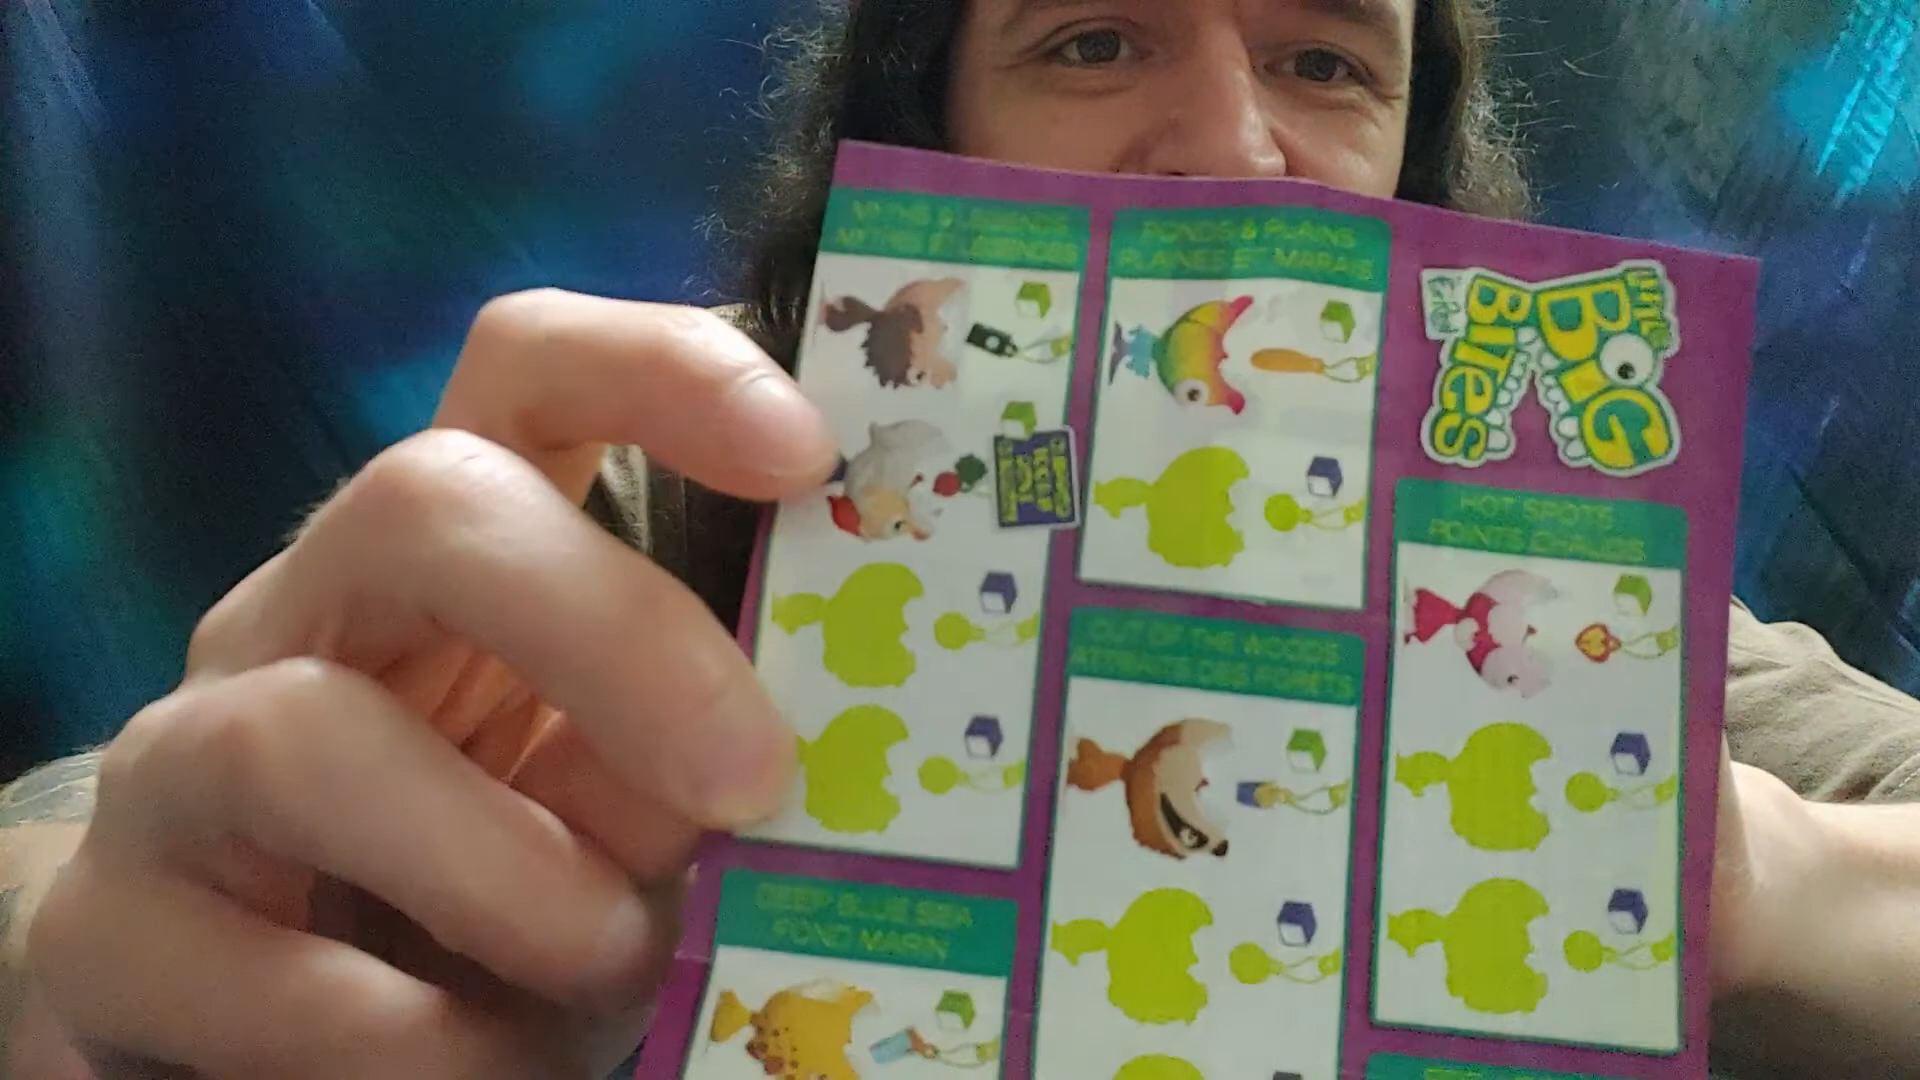 MYTHS & LEGENDS
MYTHES ET LÉGENDES
PONDS & PLAINS
PLAINES ET MARAIS
LITTLE
BIG
BITES
HOT SPOTS
POINTS CHAUDS
OUT OF THE WOODS
ATTRAITS DES FORÊTS
DEEP BLUE SEA
FOND MARIN